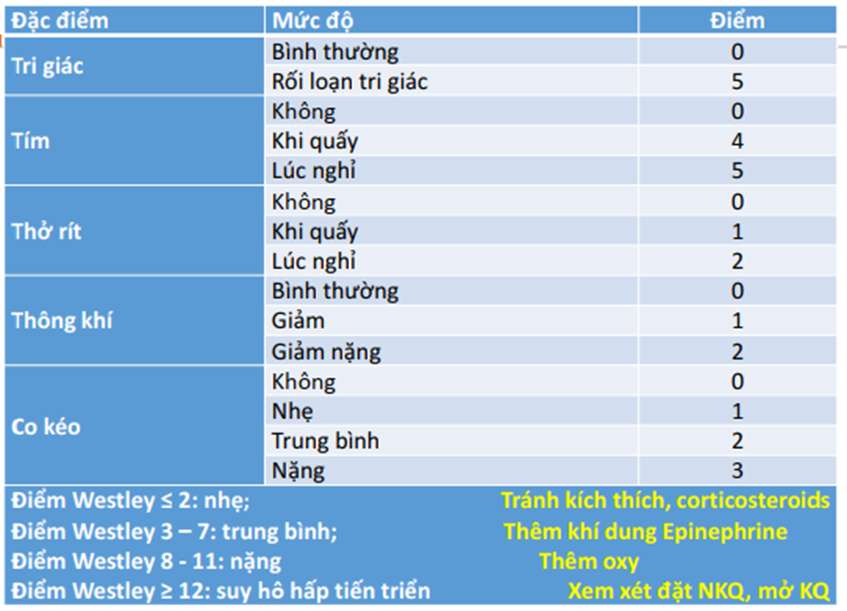 Đặc điểm Mức độ Điểm
Tri giác
Bình thường 0
Rối loạn tri giác 5
Tím
Không 0
Khi quấy 4
Lúc nghỉ 5
Thở rít
Không 0
Khi quấy 1
Lúc nghỉ 2
Thông khí
Bình thường 0
Giảm 1
Giảm nặng 2
Co kéo
Không 0
Nhẹ 1
Trung bình 2
Nặng 3
Điểm Westley ≤ 2: nhẹ; Tránh kích thích, corticosteroids
Điểm Westley 3 – 7: trung bình; Thêm khí dung Epinephrine
Điểm Westley 8 - 11: nặng Thêm oxy
Điểm Westley ≥ 12: suy hô hấp tiến triển Xem xét đặt NKQ, mở KQ